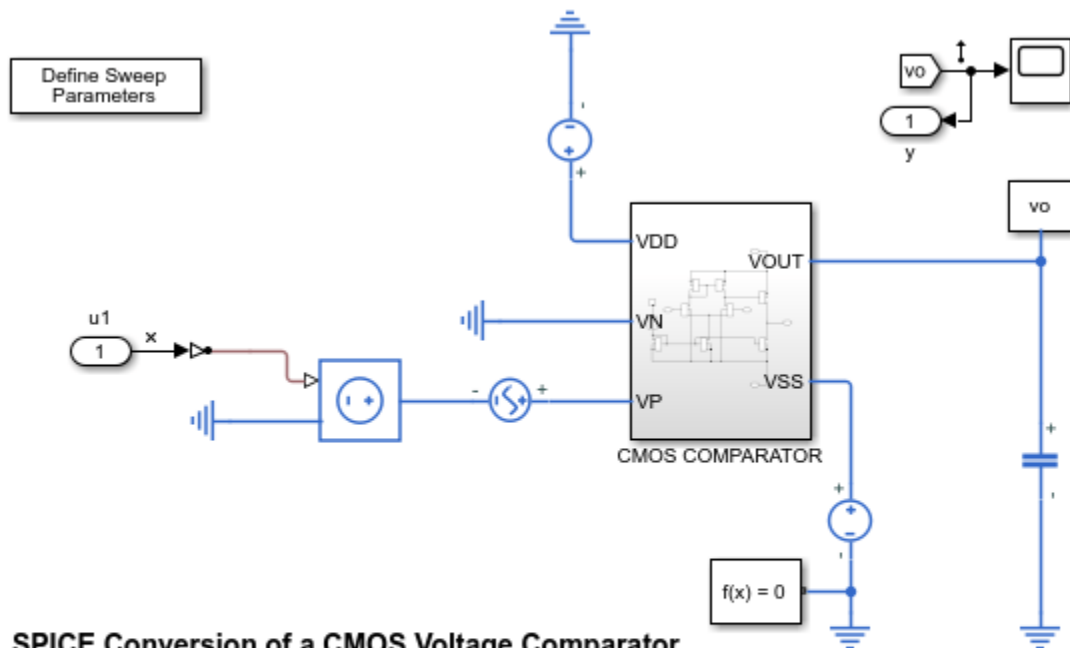 Define Sweep
Parameters
-
-
+
+
vo
1
y
vo
VDD
VOUT
VN
VSS
VP
CMOS COMPARATOR
u1
x
1
- +
-
+
+
+
-
-
+
-
f(x) = 0
SPICE Conversion of a CMOS Voltage Comparator